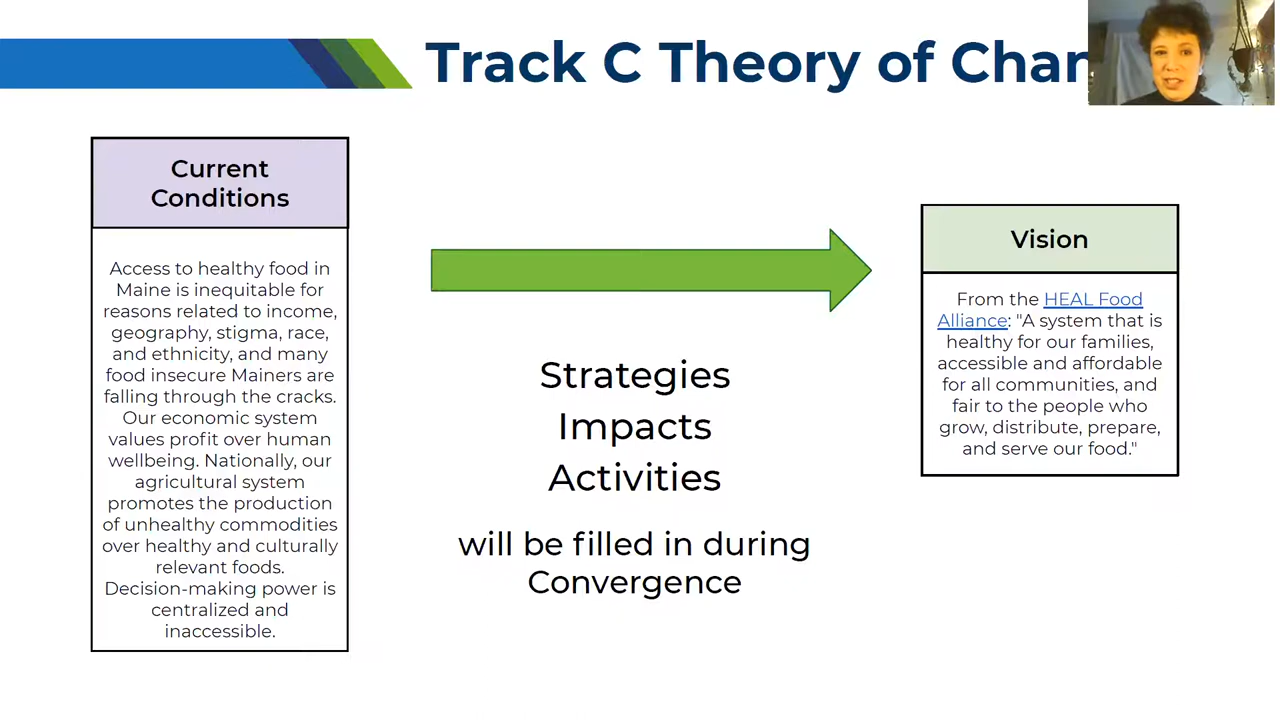 Track C Theory of Chan
Current
Conditions
Access to healthy food in
Maine is inequitable for
reasons related to income,
geography, stigma, race,
and ethnicity, and many
food insecure Mainers are
falling through the cracks.
Our economic system
values profit over human
wellbeing. Nationally, our
agricultural system
promotes the production
of unhealthy commodities
over healthy and culturally
relevant foods.
Decision-making power is
centralized and
inaccessible.
Strategies
Impacts
Activities
will be filled in during
Convergence
Vision
From the HEAL Food
Alliance: "A system that is
healthy for our families,
accessible and affordable
for all communities, and
fair to the people who
grow, distribute, prepare,
and serve our food."